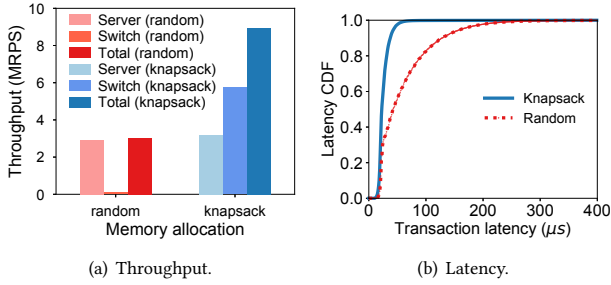 10
8
6
4
2
0
Throughput (MRPS)
Server (random)
Switch (random)
Total (random)
Server (knapsack)
Switch (knapsack)
Total (knapsack)
random
knapsack
Memory allocation
(a) Throughput.
1.0
0.8
0.6
0.4
0.2
0.0
Latency CDF
Knapsack
Random
0
100
200
300
400
Transaction latency (μs)
(b) Latency.